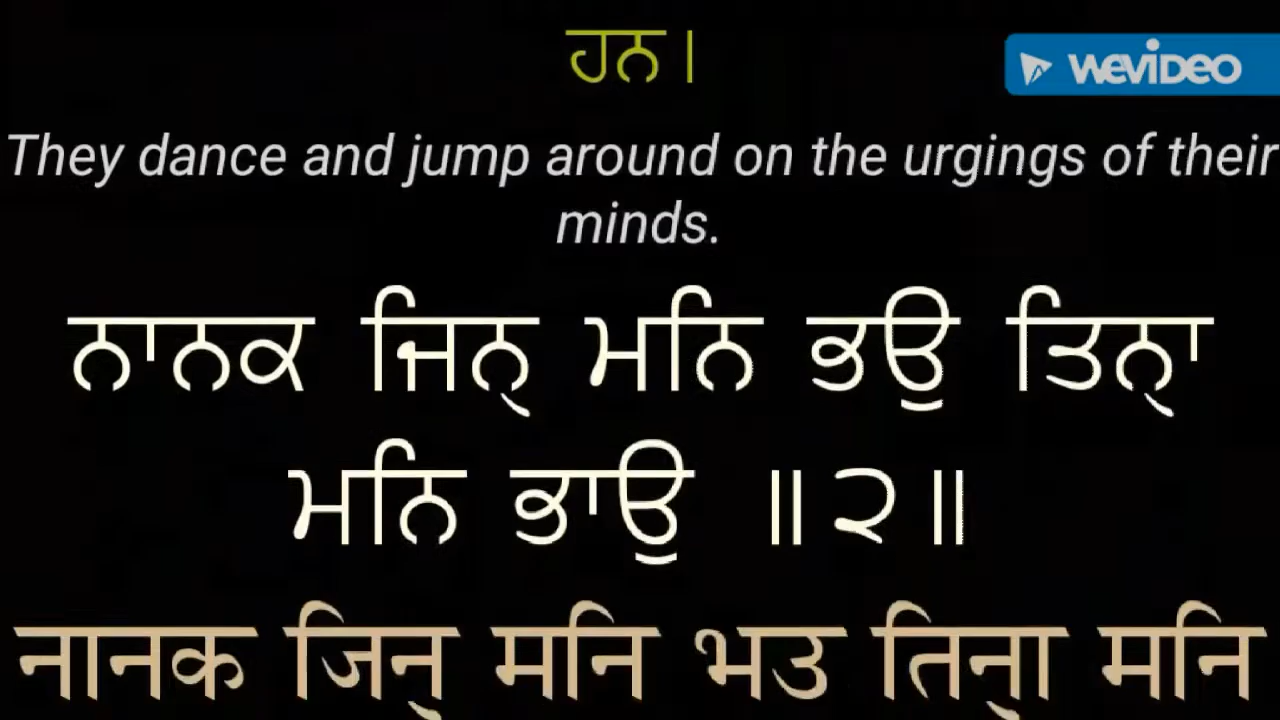 ਹਨ।
WEVIDEO
They dance and jump around on the urgings of their
minds.
ਨਾਨਕ ਜਿਨ੍ ਮਨਿ ਭਉ ਤਿਨ੍ਾ
ਮਨਿ ਭਾਉ ॥੨॥
नानक जिन् मनि भउ तिन्ा मनि